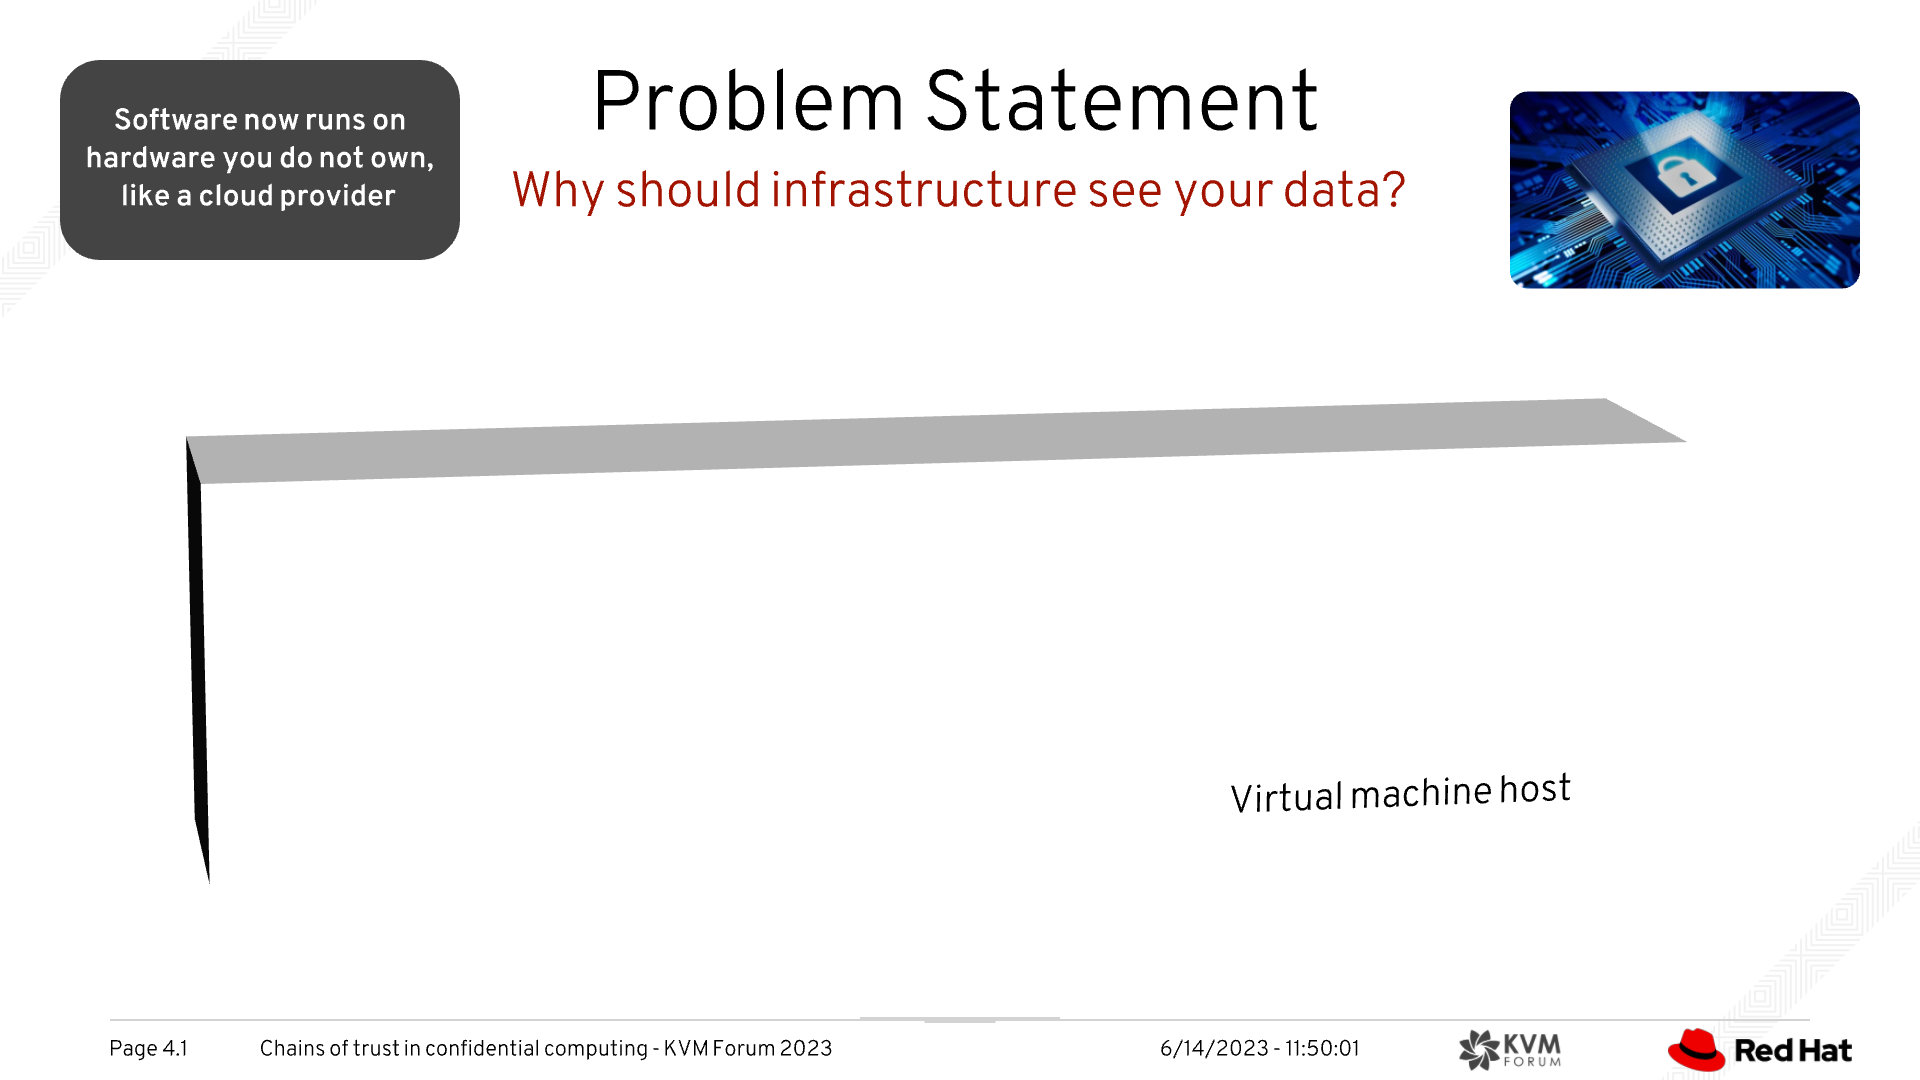 Software now runs on
hardware you do not own,
like a cloud provider
Problem Statement
Why should infrastructure see your data?
Virtual machine host
Page 4.1
Chains of trust in confidential computing - KVM Forum 2023
6/14/2023 - 11:50:01
KVM
FORUM
Red Hat